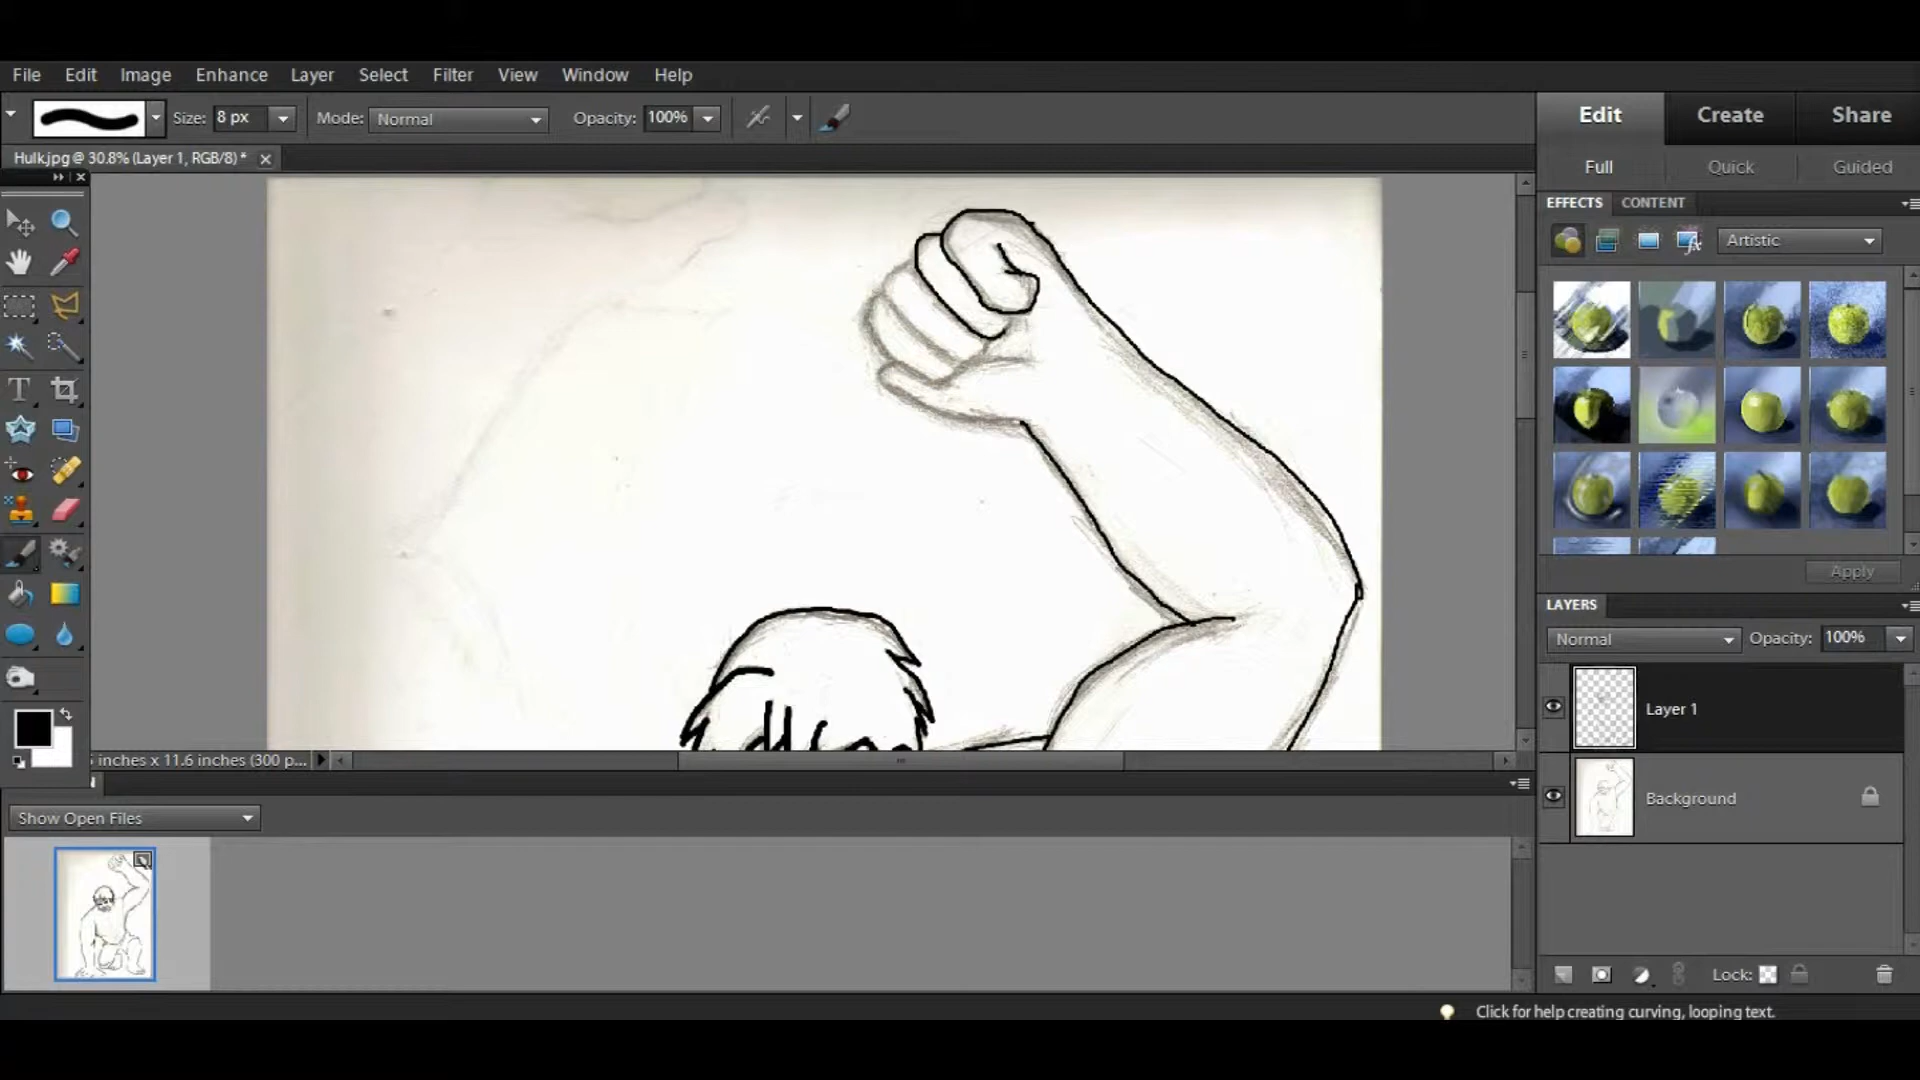 File Edit Image Enhance Layer Select Filter View Window Help
Size: 8 px Mode: Normal Opacity: 100%
Edit Create Share
Hulk.jpg @ 30.8% (Layer 1, RGB/8) *
Full Quick Guided
EFFECTS CONTENT
Artistic
Apply
LAYERS
Normal Opacity: 100%
Layer 1
Background
inches x 11.6 inches (300 p...
Show Open Files
Lock:
Click for help creating curving, looping text.